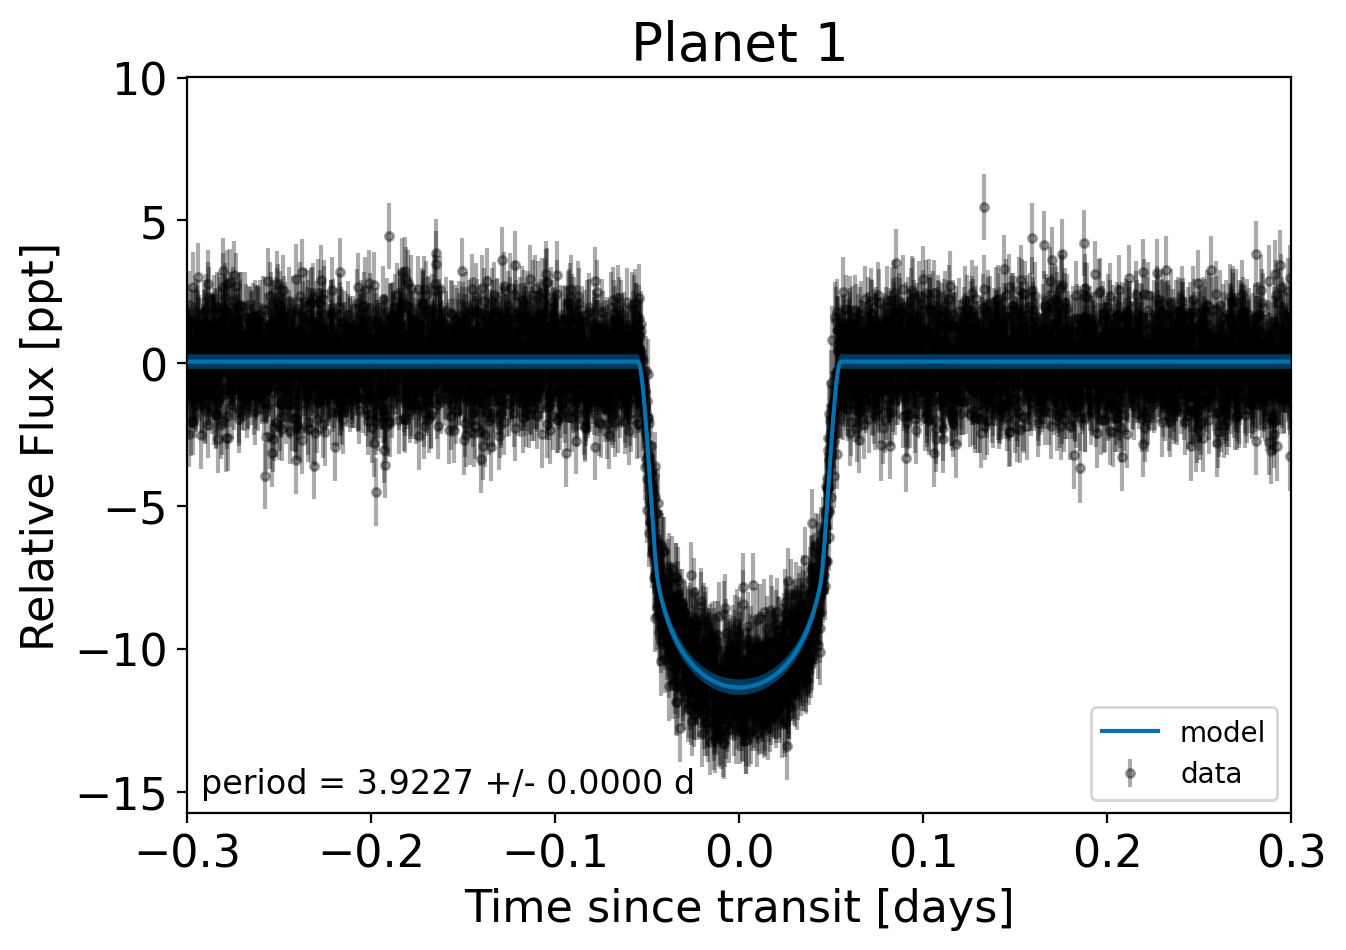 Planet 1
Relative Flux [ppt]
10
5
0
−5
−10
−15
period = 3.9227 +/- 0.0000 d
model
data
−0.3 −0.2 −0.1 0.0 0.1 0.2 0.3
Time since transit [days]